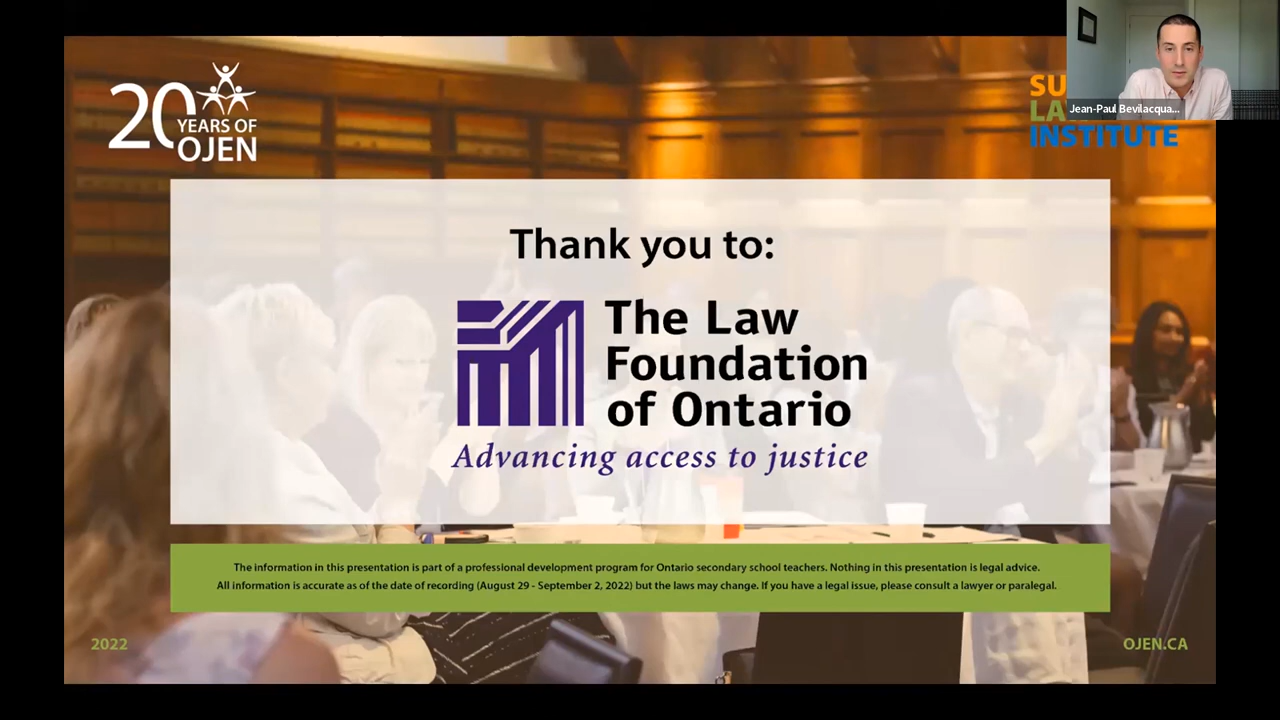 20
YEARS OF
OJEN
Jean-Paul Bevilacqua...
INSTITUTE
Thank you to:
The Law
Foundation
of Ontario
Advancing access to justice
The information in this presentation is part of a professional development program for Ontario secondary school teachers. Nothing in this presentation is legal advice.
All information is accurate as of the date of recording (August 29 - September 2, 2022) but the laws may change. If you have a legal issue, please consult a lawyer or paralegal.
2022
OJEN.CA